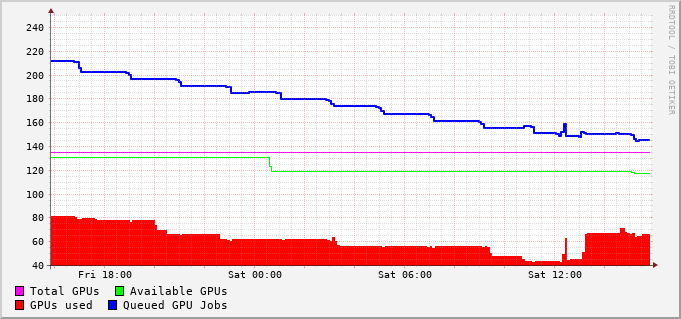 240
220
200
180
160
140
120
100
80
60
40
Fri 18:00 Sat 00:00 Sat 06:00 Sat 12:00
Total GPUs Available GPUs
GPUs used Queued GPU Jobs
RRDTOOL / TOBI OETIKER